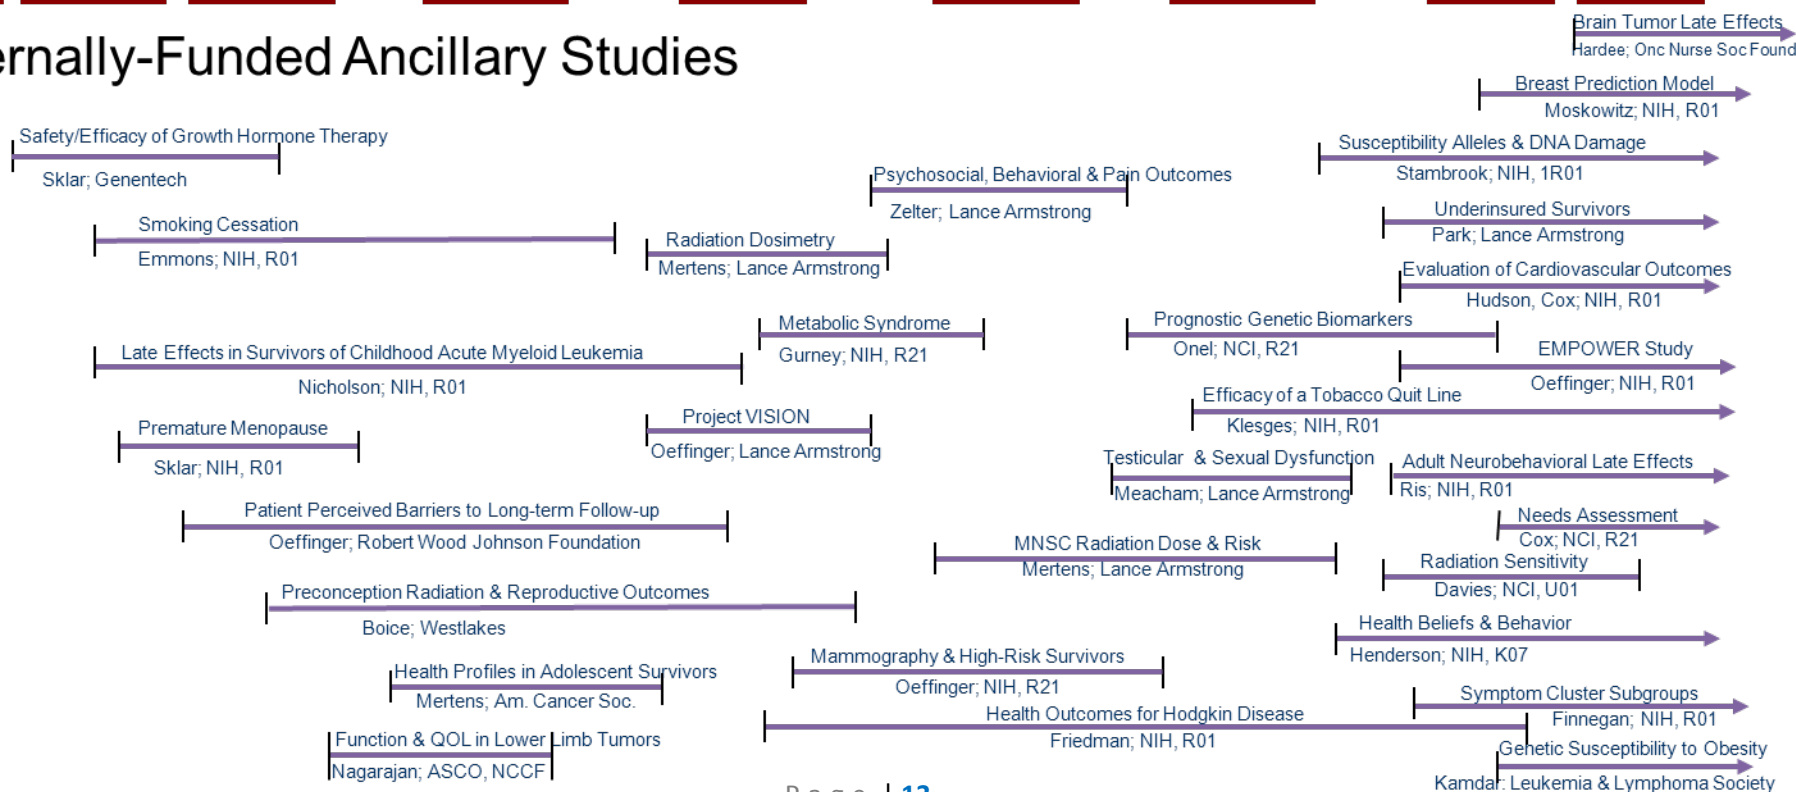 ernally-Funded Ancillary Studies
Brain Tumor Late Effects
Hardee; Onc Nurse Soc Found
Breast Prediction Model
Moskowitz; NIH, R01
Safety/Efficacy of Growth Hormone Therapy
Sklar; Genentech
Susceptibility Alleles & DNA Damage
Stambrook; NIH, 1R01
Psychosocial, Behavioral & Pain Outcomes
Zelter; Lance Armstrong
Smoking Cessation
Emmons; NIH, R01
Radiation Dosimetry
Mertens; Lance Armstrong
Underinsured Survivors
Park; Lance Armstrong
Evaluation of Cardiovascular Outcomes
Hudson, Cox; NIH, R01
Metabolic Syndrome
Gurney; NIH, R21
Prognostic Genetic Biomarkers
Onel; NCI, R21
Late Effects in Survivors of Childhood Acute Myeloid Leukemia
Nicholson; NIH, R01
EMPOWER Study
Oeffinger; NIH, R01
Efficacy of a Tobacco Quit Line
Klesges; NIH, R01
Project VISION
Oeffinger; Lance Armstrong
Premature Menopause
Sklar; NIH, R01
Testicular & Sexual Dysfunction
Meacham; Lance Armstrong
Adult Neurobehavioral Late Effects
Ris; NIH, R01
Patient Perceived Barriers to Long-term Follow-up
Oeffinger; Robert Wood Johnson Foundation
Needs Assessment
Cox; NCI, R21
MNSC Radiation Dose & Risk
Mertens; Lance Armstrong
Radiation Sensitivity
Davies; NCI, U01
Preconception Radiation & Reproductive Outcomes
Boice; Westlakes
Health Beliefs & Behavior
Henderson; NIH, K07
Health Profiles in Adolescent Survivors
Mertens; Am. Cancer Soc.
Mammography & High-Risk Survivors
Oeffinger; NIH, R21
Symptom Cluster Subgroups
Finnegan; NIH, R01
Health Outcomes for Hodgkin Disease
Friedman; NIH, R01
Function & QOL in Lower Limb Tumors
Nagarajan; ASCO, NCCF
Genetic Susceptibility to Obesity
Kamdar: Leukemia & Lymphoma Society
Page | 12